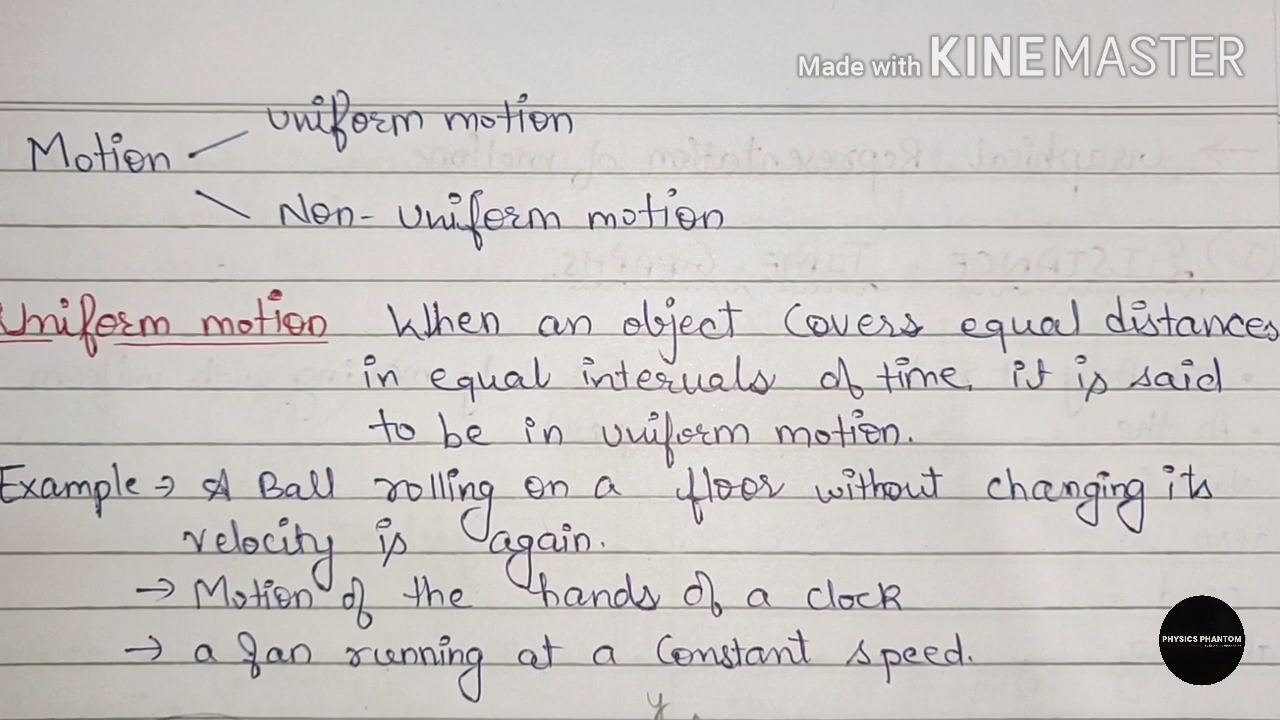 Made with KINEMASTER
Uniform motion
Motion
Non-uniform motion
Uniform motion When an object Covers equal distances
in equal intervals of time, it is said
to be in uniform motion.
Example → A Ball rolling on a floor without changing its
velocity is again.
→ Motion of the hands of a clock
→ a fan running at a Constant speed.
PHYSICS PHANTOM